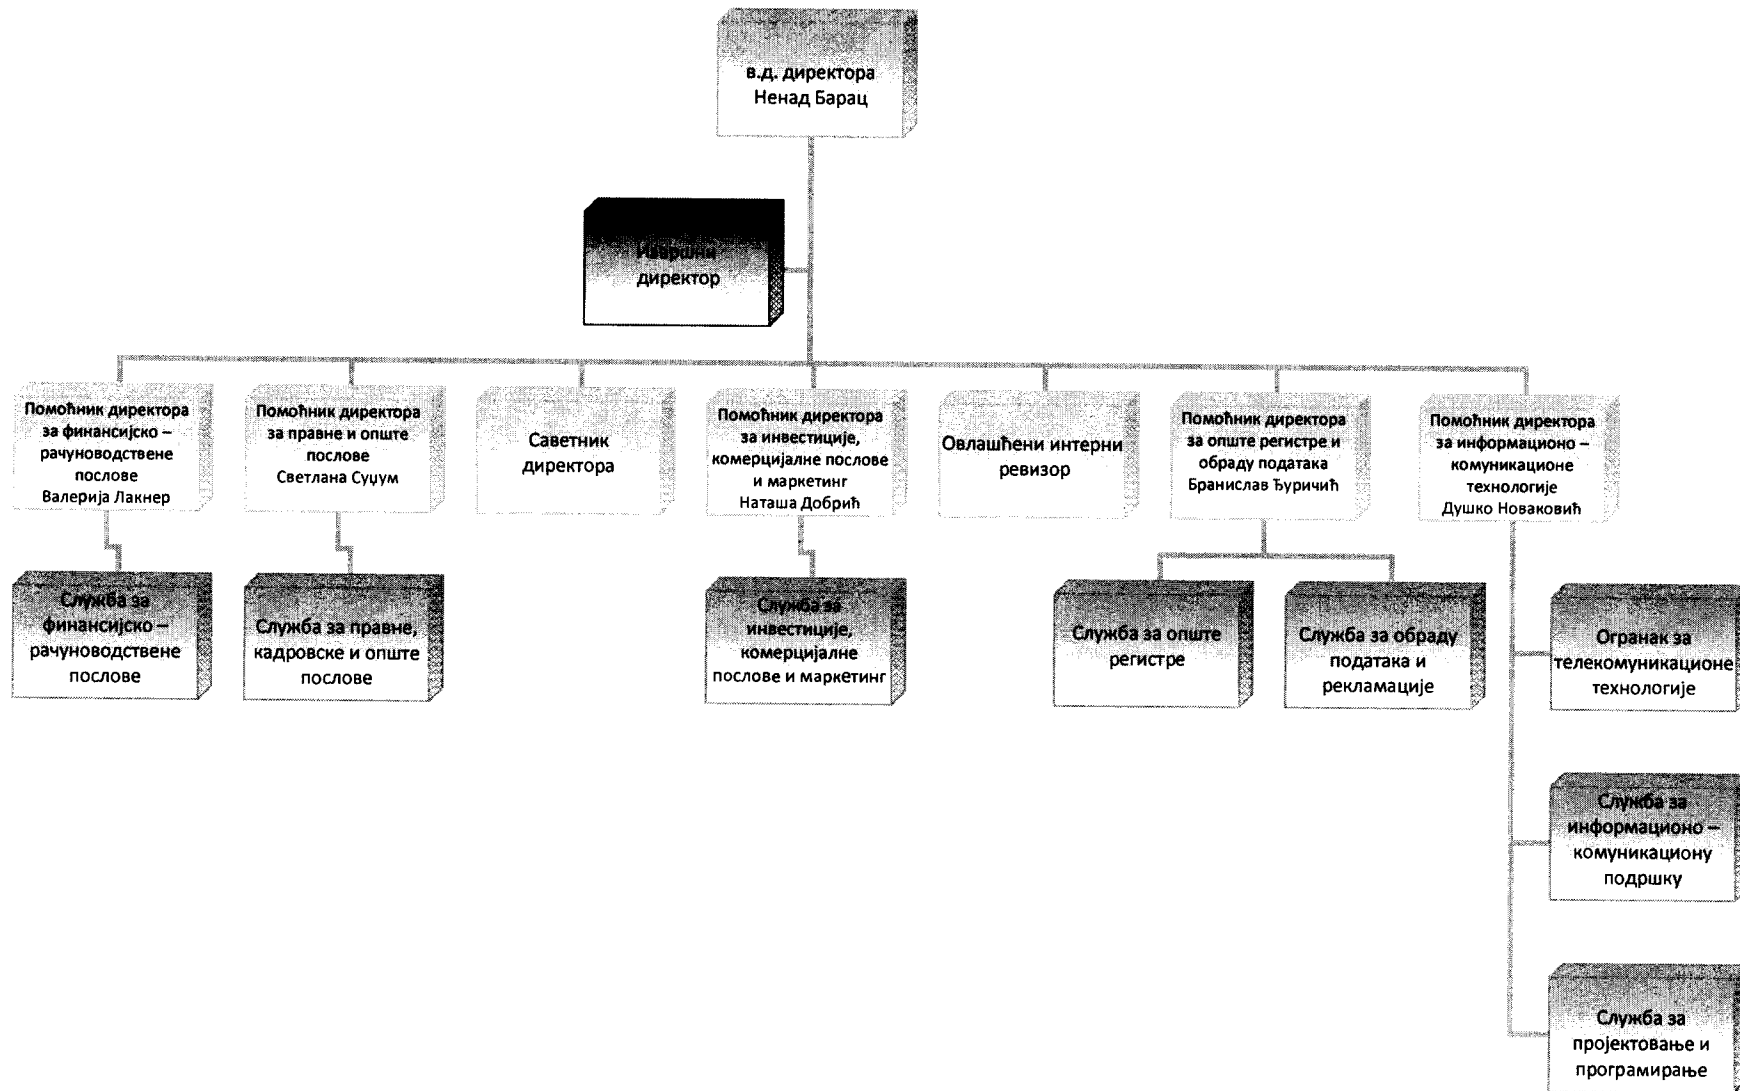 в.д. директора
Ненад Барац
Извршни
директор
Помоћник директора
за финансијско –
рачуноводствене
послове
Валерија Лакнер
Помоћник директора
за правне и опште
послове
Светлана Суџум
Саветник
директора
Помоћник директора
за инвестиције,
комерцијалне послове
и маркетинг
Наташа Добрић
Овлашћени интерни
ревизор
Помоћник директора
за опште регистре и
обраду података
Бранислав Ђуричић
Помоћник директора
за информационо –
комуникационе
технологије
Душко Новаковић
Служба за
финансијско –
рачуноводствене
послове
Служба за правне,
кадровске и опште
послове
Служба за
инвестиције,
комерцијалне
послове и маркетинг
Служба за опште
регистре
Служба за обраду
података и
рекламације
Огранак за
телекомуникационе
технологије
Служба за
информационо –
комуникациону
подршку
Служба за
пројектовање и
програмирање